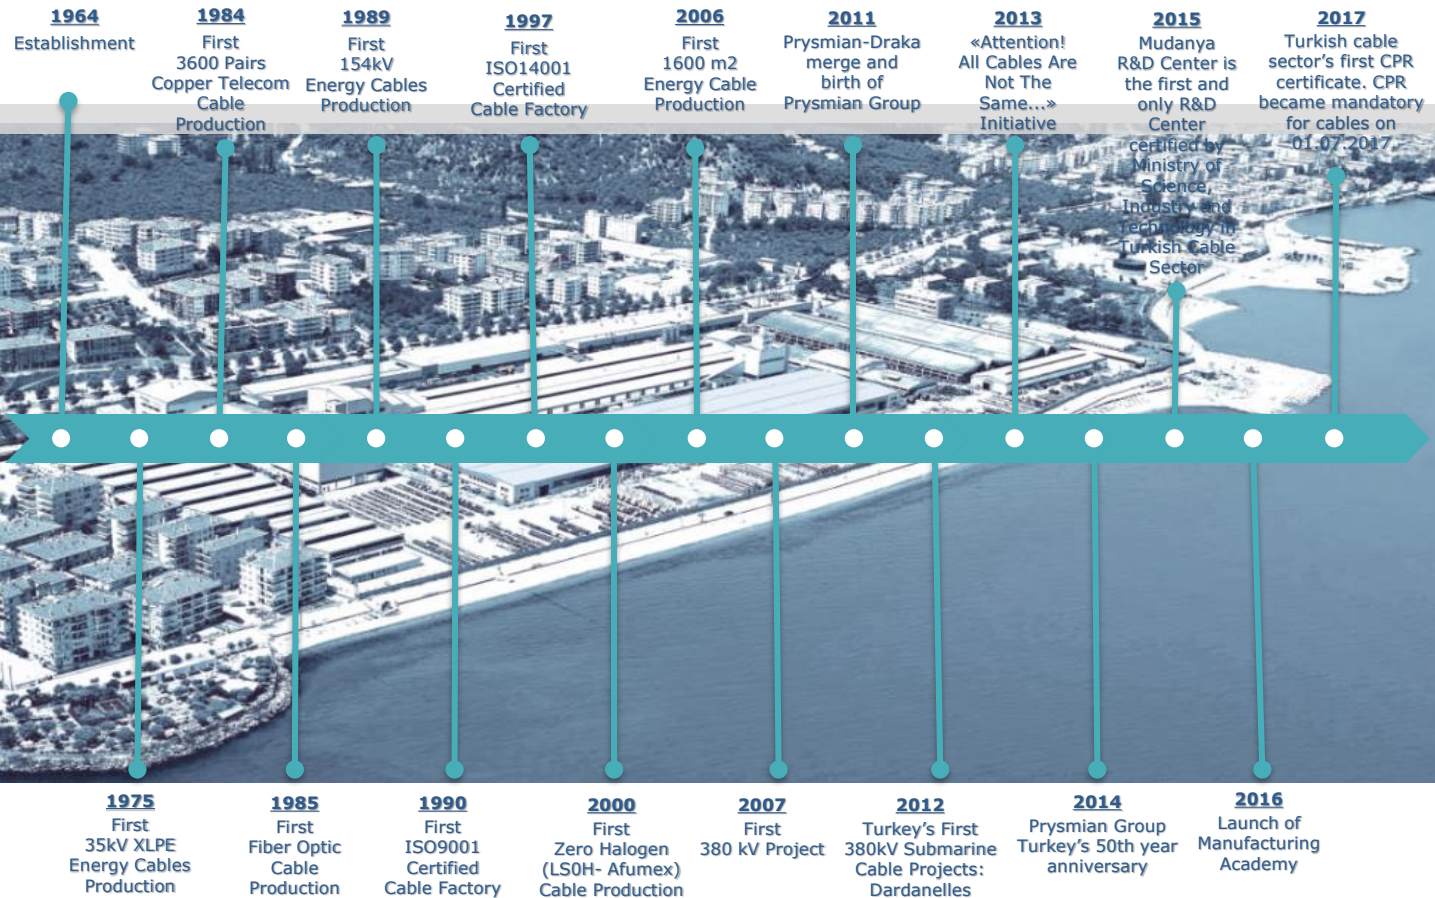 1964
Establishment
1984
First
3600 Pairs
Copper Telecom
Cable
Production
1989
First
154kV
Energy Cables
Production
1997
First
ISO14001
Certified
Cable Factory
2006
First
1600 m2
Energy Cable
Production
2011
Prysmian-Draka
merge and
birth of
Prysmian Group
2013
«Attention!
All Cables Are
Not The
Same...»
Initiative
2015
Mudanya
R&D Center is
the first and
only R&D
Center
certified by
Ministry of
Science,
Industry and
Technology in
Turkish Cable
Sector
2017
Turkish cable
sector's first CPR
certificate. CPR
became mandatory
for cables on
01.07.2017
1975
First
35kV XLPE
Energy Cables
Production
1985
First
Fiber Optic
Cable
Production
1990
First
ISO9001
Certified
Cable Factory
2000
First
Zero Halogen
(LS0H- Afumex)
Cable Production
2007
First
380 kV Project
2012
Turkey's First
380kV Submarine
Cable Projects:
Dardanelles
2014
Prysmian Group
Turkey's 50th year
anniversary
2016
Launch of
Manufacturing
Academy